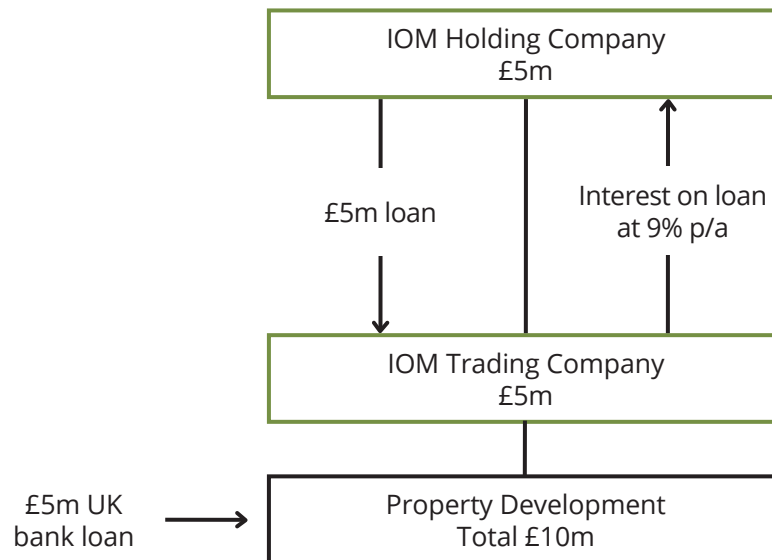 IOM Holding Company
£5m
£5m loan
Interest on loan
at 9% p/a
IOM Trading Company
£5m
£5m UK
bank loan
Property Development
Total £10m